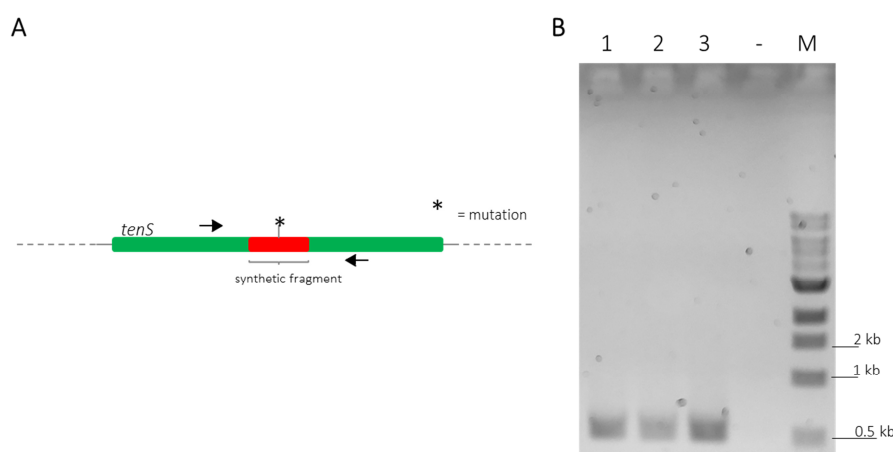 A
tenS
*
*
= mutation
synthetic fragment
B
1 2 3 - M
2 kb
1 kb
0.5 kb